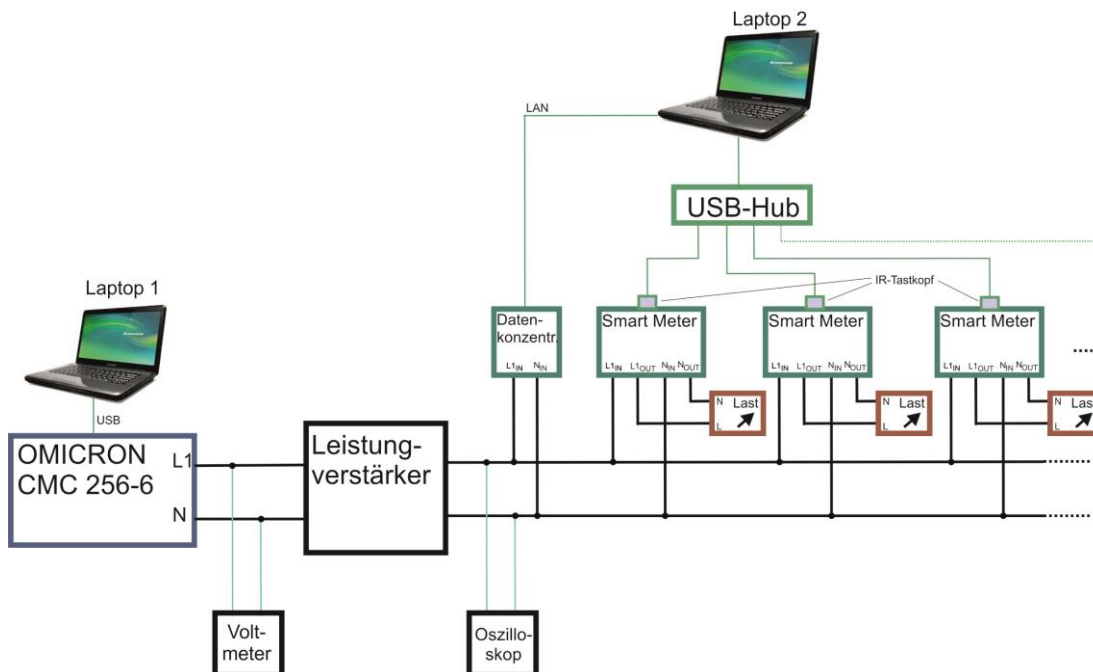 Laptop 2
LAN
USB-Hub
Laptop 1
IR-Tastkopf
Daten-
konzentr.
L1IN NIN
Smart Meter
L1IN L1OUT NIN NOUT
Smart Meter
L1IN L1OUT NIN NOUT
Smart Meter
L1IN L1OUT NIN NOUT
N Last
L
N Last
L
N Last
L
USB
OMICRON
CMC 256-6
L1
N
Leistung-
verstärker
Volt-
meter
Oszillo-
skop